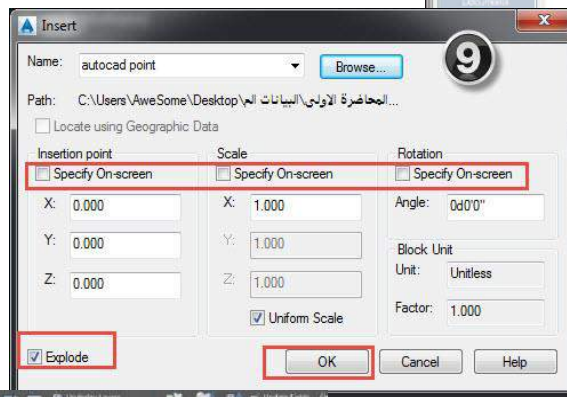 Insert
9
Name: autocad point Browse...
Path: C:\Users\AweSome\Desktop\المحاضرة الاولى\البيانات الم...
Locate using Geographic Data
Insertion point Scale Rotation
Specify On-screen Specify On-screen Specify On-screen
X: 0.000 X: 1.000 Angle: 0d0'0"
Y: 0.000 Y: 1.000 Block Unit
Z: 0.000 Z: 1.000 Unit: Unitless
Uniform Scale Factor: 1.000
Explode OK Cancel Help